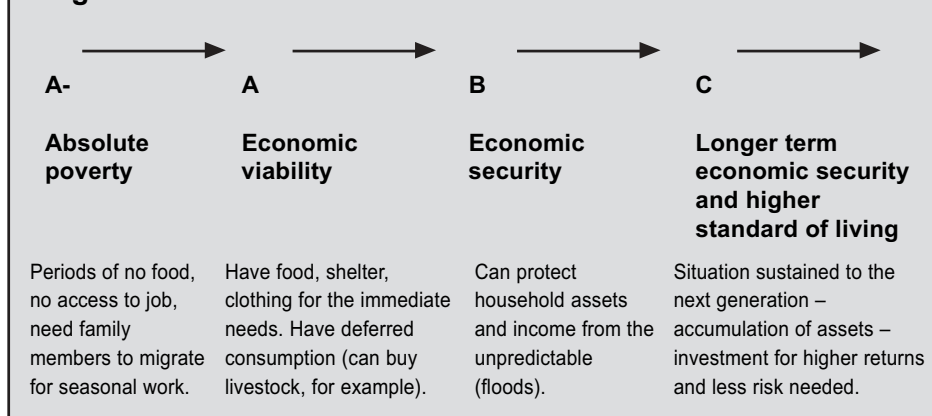 A-
Absolute
poverty
Periods of no food,
no access to job,
need family
members to migrate
for seasonal work.
A
Economic
viability
Have food, shelter,
clothing for the immediate
needs. Have deferred
consumption (can buy
livestock, for example).
B
Economic
security
Can protect
household assets
and income from the
unpredictable
(floods).
C
Longer term
economic security
and higher
standard of living
Situation sustained to the
next generation –
accumulation of assets –
investment for higher returns
and less risk needed.